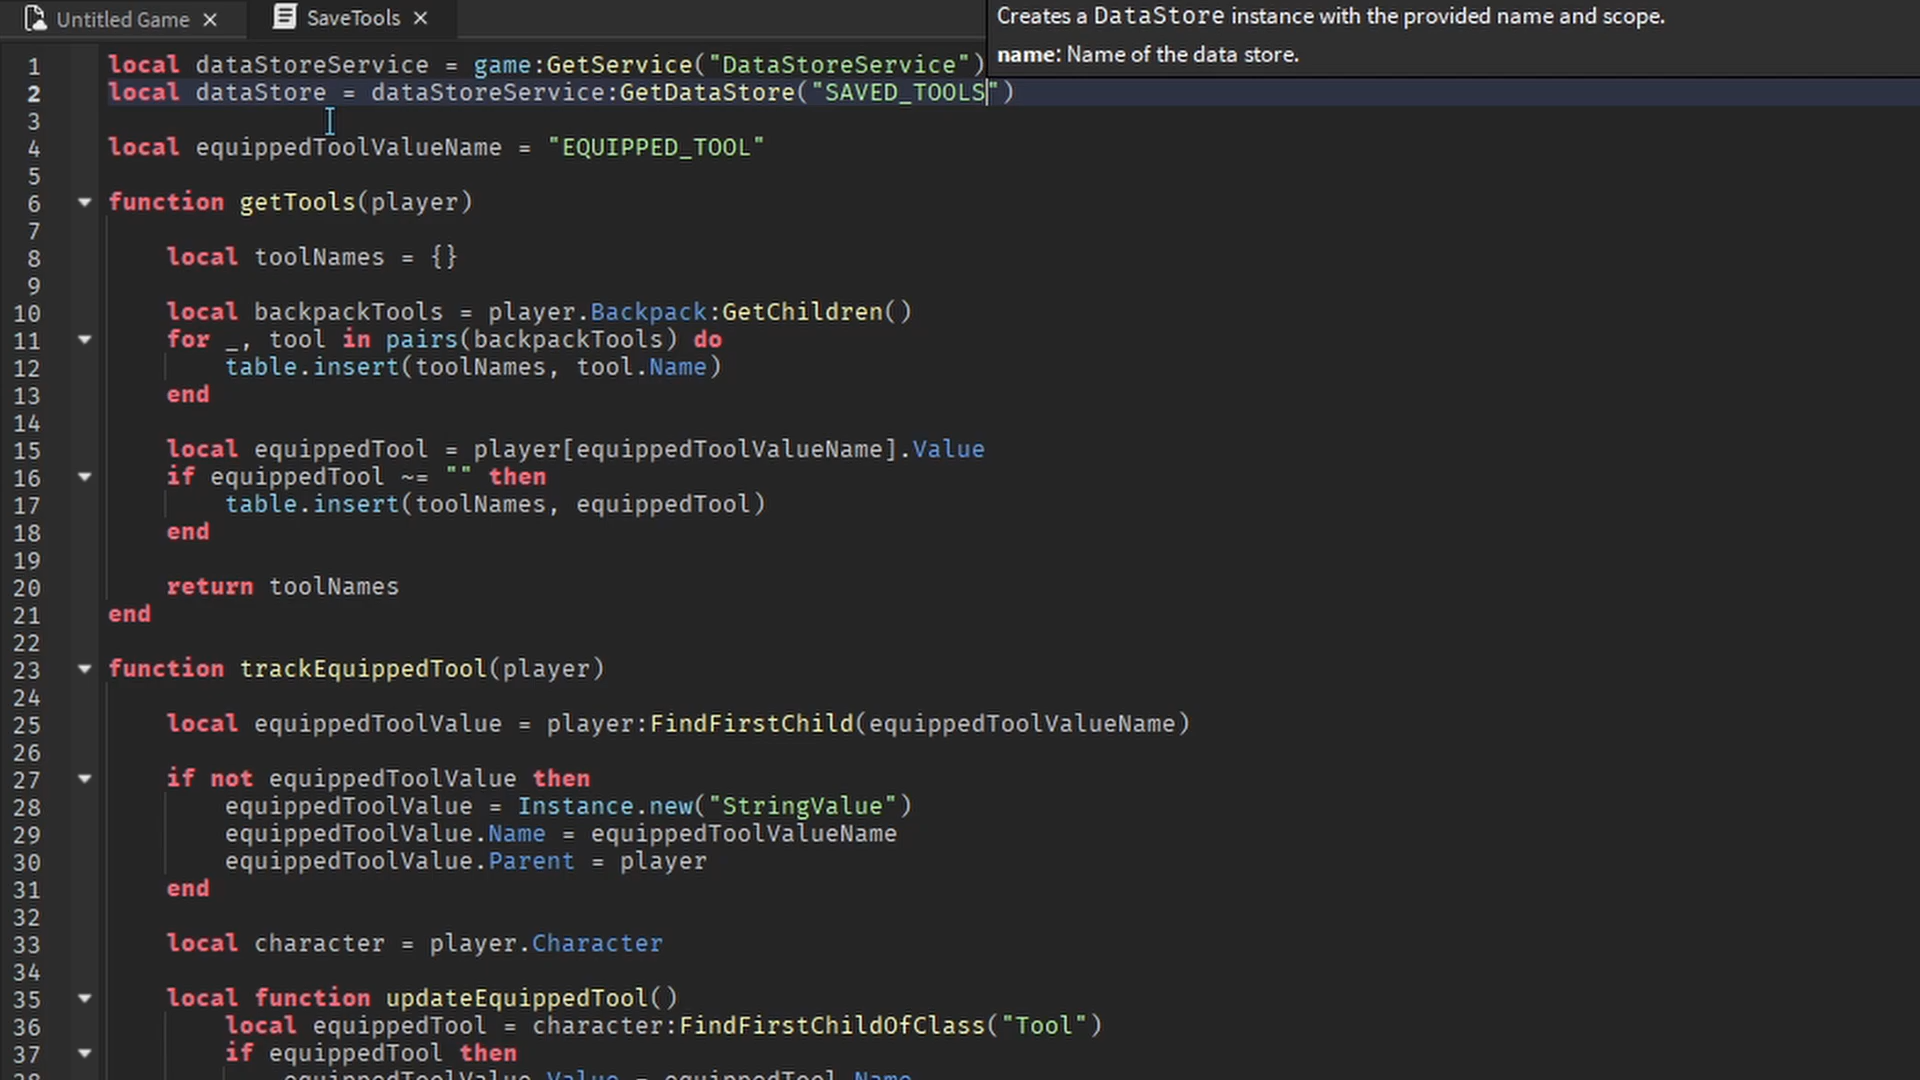 Untitled Game
SaveTools
Creates a DataStore instance with the provided name and scope.
name: Name of the data store.
1 local dataStoreService = game:GetService("DataStoreService")
2 local dataStore = dataStoreService:GetDataStore("SAVED_TOOLS")
3
4 local equippedToolValueName = "EQUIPPED_TOOL"
5
6 function getTools(player)
7
8 local toolNames = {}
9
10 local backpackTools = player.Backpack:GetChildren()
11 for _, tool in pairs(backpackTools) do
12 table.insert(toolNames, tool.Name)
13 end
14
15 local equippedTool = player[equippedToolValueName].Value
16 if equippedTool ~= "" then
17 table.insert(toolNames, equippedTool)
18 end
19
20 return toolNames
21 end
22
23 function trackEquippedTool(player)
24
25 local equippedToolValue = player:FindFirstChild(equippedToolValueName)
26
27 if not equippedToolValue then
28 equippedToolValue = Instance.new("StringValue")
29 equippedToolValue.Name = equippedToolValueName
30 equippedToolValue.Parent = player
31 end
32
33 local character = player.Character
34
35 local function updateEquippedTool()
36 local equippedTool = character:FindFirstChildOfClass("Tool")
37 if equippedTool then
38 equippedToolValue.Value = equippedTool.Name